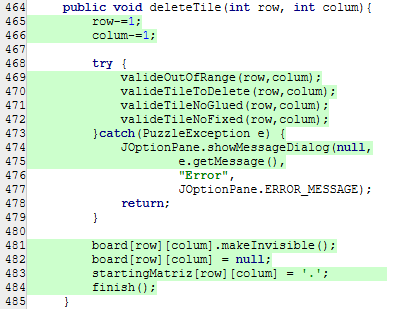 464 public void deleteTile(int row, int colum){
465 row-=1;
466 colum-=1;
467
468 try {
469 valideOutOfRange(row,colum);
470 valideTileToDelete(row,colum);
471 valideTileNoGlued(row,colum);
472 valideTileNoFixed(row,colum);
473 }catch(PuzzleException e) {
474 JOptionPane.showMessageDialog(null,
475 e.getMessage(),
476 "Error",
477 JOptionPane.ERROR_MESSAGE);
478 return;
479 }
480
481 board[row][colum].makeInvisible();
482 board[row][colum] = null;
483 startingMatriz[row][colum] = '.';
484 finish();
485 }